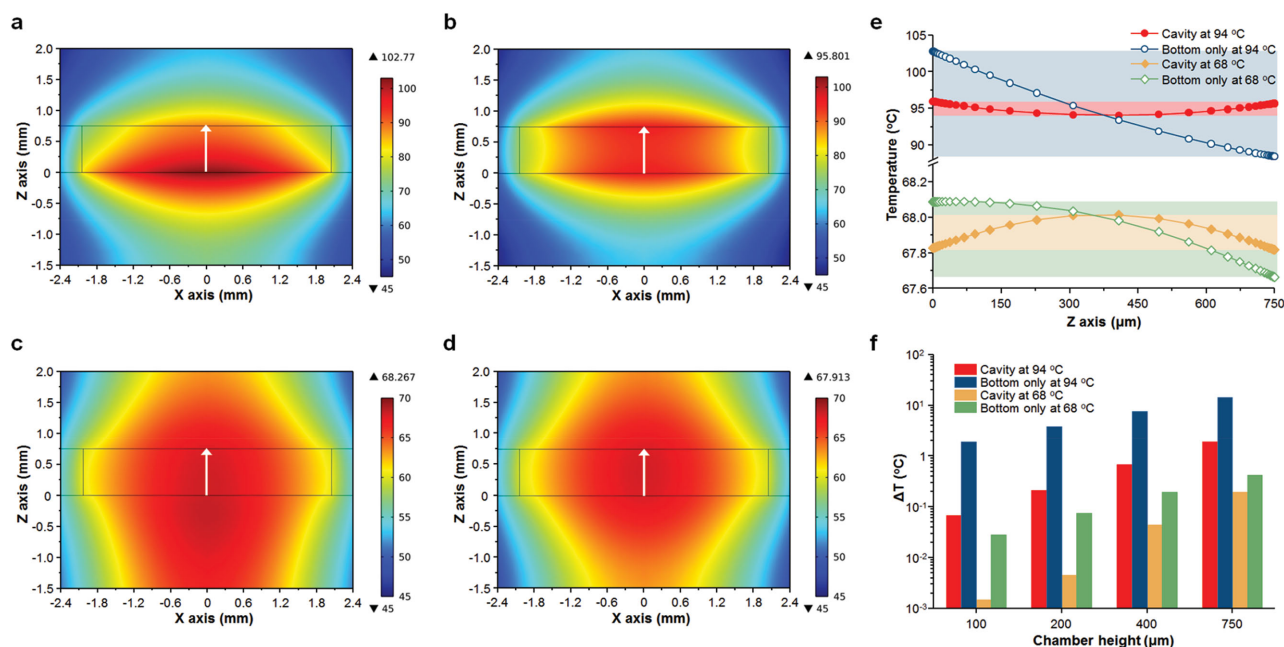 a
▲ 102.77
2.0
1.5
1.0
0.5
0
-0.5
-1.0
-1.5
Z axis (mm)
-2.4 -1.8 -1.2 -0.6 0 0.6 1.2 1.8 2.4
X axis (mm)
100
90
80
70
60
50
▼ 45
b
▲ 95.801
2.0
1.5
1.0
0.5
0
-0.5
-1.0
-1.5
Z axis (mm)
-2.4 -1.8 -1.2 -0.6 0 0.6 1.2 1.8 2.4
X axis (mm)
100
90
80
70
60
50
▼ 45
c
▲ 68.267
2.0
1.5
1.0
0.5
0
-0.5
-1.0
-1.5
Z axis (mm)
-2.4 -1.8 -1.2 -0.6 0 0.6 1.2 1.8 2.4
X axis (mm)
70
65
60
55
50
45
▼ 45
d
▲ 67.913
2.0
1.5
1.0
0.5
0
-0.5
-1.0
-1.5
Z axis (mm)
-2.4 -1.8 -1.2 -0.6 0 0.6 1.2 1.8 2.4
X axis (mm)
70
65
60
55
50
45
▼ 45
e
Cavity at 94 °C
Bottom only at 94 °C
Cavity at 68 °C
Bottom only at 68 °C
105
100
95
90
68.2
68.0
67.8
67.6
Temperature (°C)
0 150 300 450 600 750
Z axis (µm)
f
Cavity at 94 °C
Bottom only at 94 °C
Cavity at 68 °C
Bottom only at 68 °C
10²
10¹
1
10⁻¹
10⁻²
10⁻³
ΔT (°C)
100 200 400 750
Chamber height (µm)